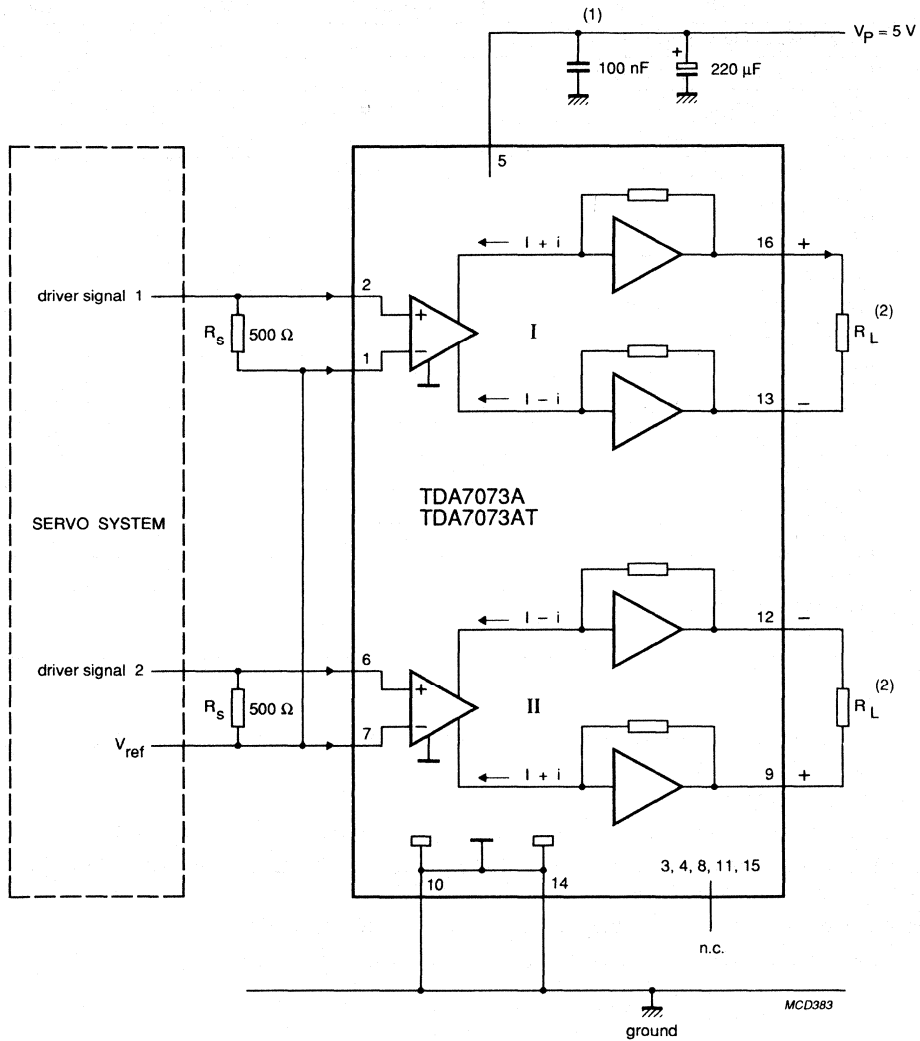 (1)
V_P = 5 V
+
100 nF
220 μF
5
I + i
16
+
driver signal 1
2
+
(2)
R_s
500 Ω
I
R_L
1
−
I − i
13
−
TDA7073A
TDA7073AT
SERVO SYSTEM
I − i
12
−
driver signal 2
6
+
(2)
R_s
500 Ω
II
R_L
V_ref
7
−
I + i
9
+
3, 4, 8, 11, 15
10
14
n.c.
MCD383
ground